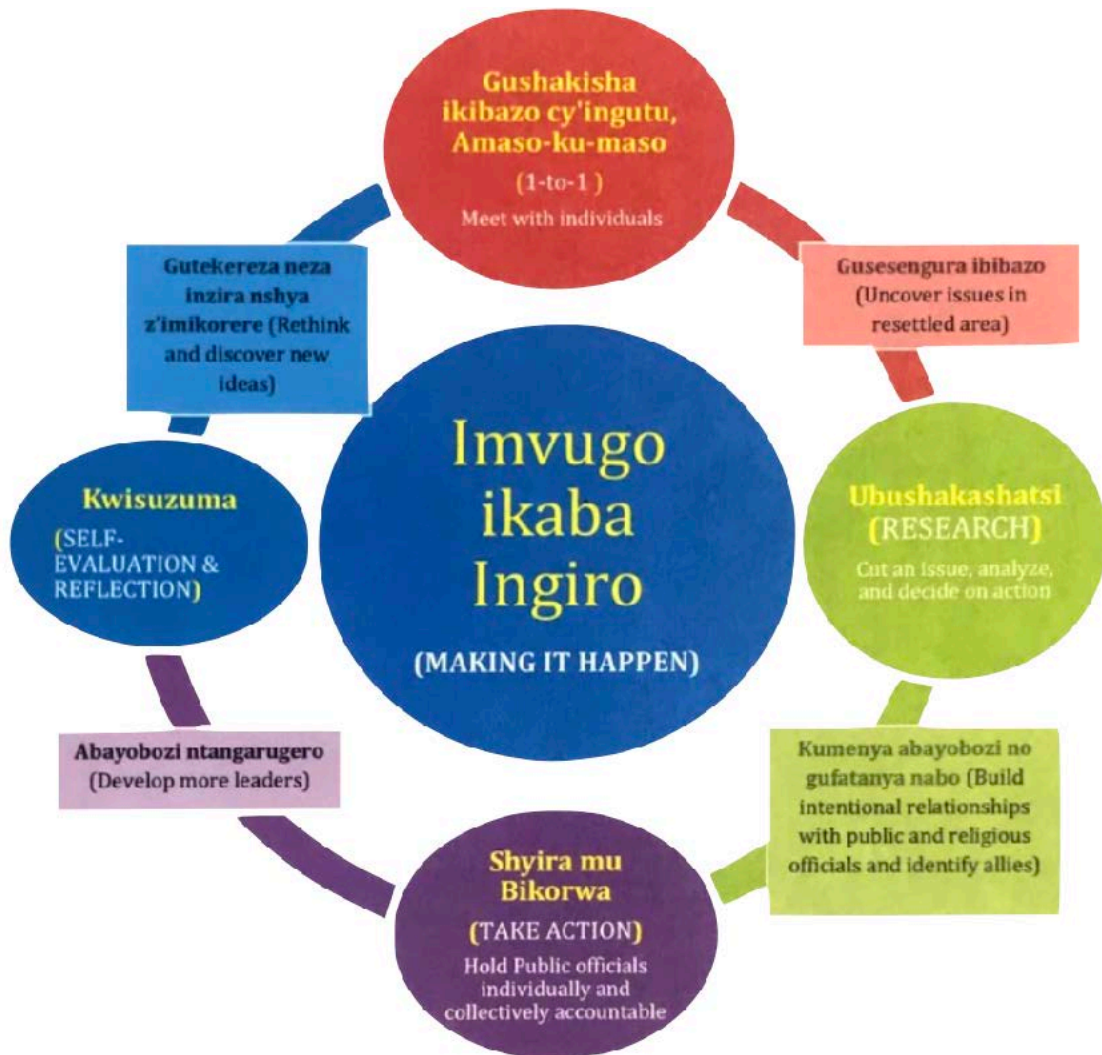 Gushakisha
ikibazo cy'ingutu,
Amaso-ku-maso
(1-to-1 )
Meet with individuals
Gusesengura ibibazo
(Uncover issues in
resettled area)
Ubushakashatsi
(RESEARCH)
Cut an issue, analyze,
and decide on action
Kumenya abayobozi no
gufatanya nabo (Build
intentional relationships
with public and religious
officials and identify allies)
Shyira mu
Bikorwa
(TAKE ACTION)
Hold Public officials
individually and
collectively accountable
Abayobozi ntangarugero
(Develop more leaders)
Kwisuzuma
(SELF-
EVALUATION &
REFLECTION)
Gutekereza neza
inzira nshya
z'imikorere (Rethink
and discover new
ideas)
Imvugo
ikaba
Ingiro
(MAKING IT HAPPEN)